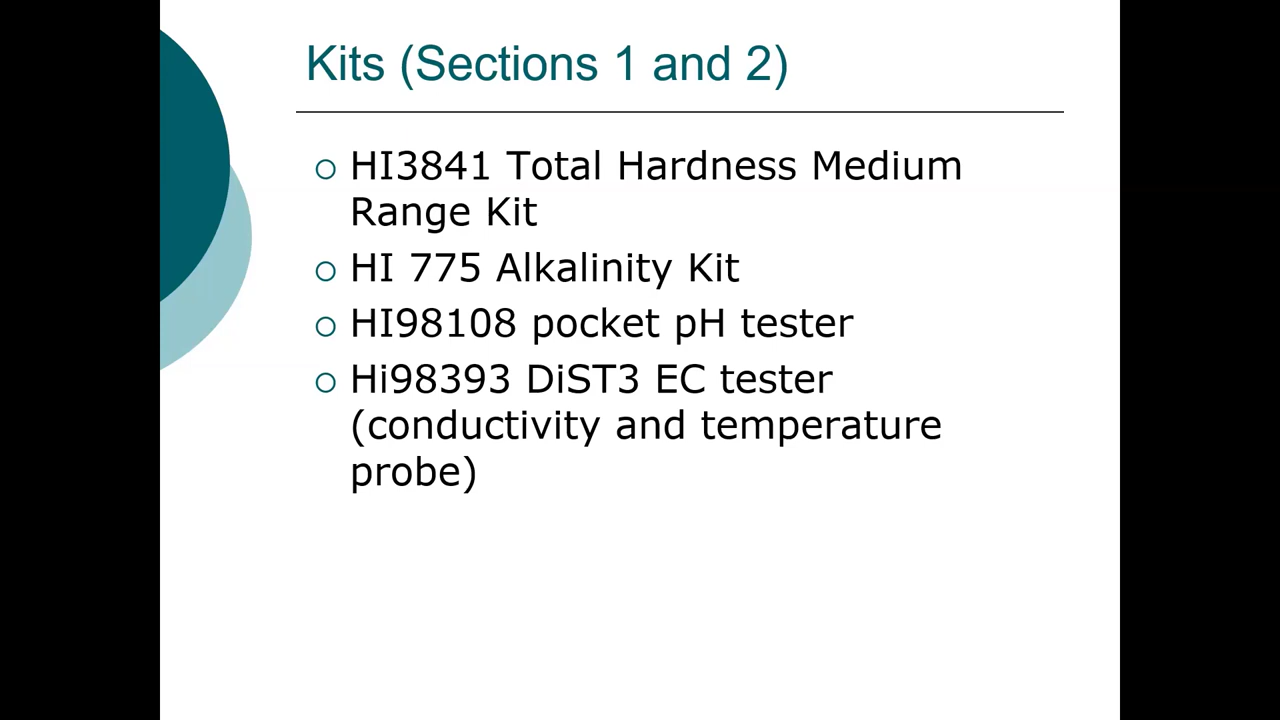 Kits (Sections 1 and 2)
HI3841 Total Hardness Medium
Range Kit
HI 775 Alkalinity Kit
HI98108 pocket pH tester
Hi98393 DiST3 EC tester
(conductivity and temperature
probe)